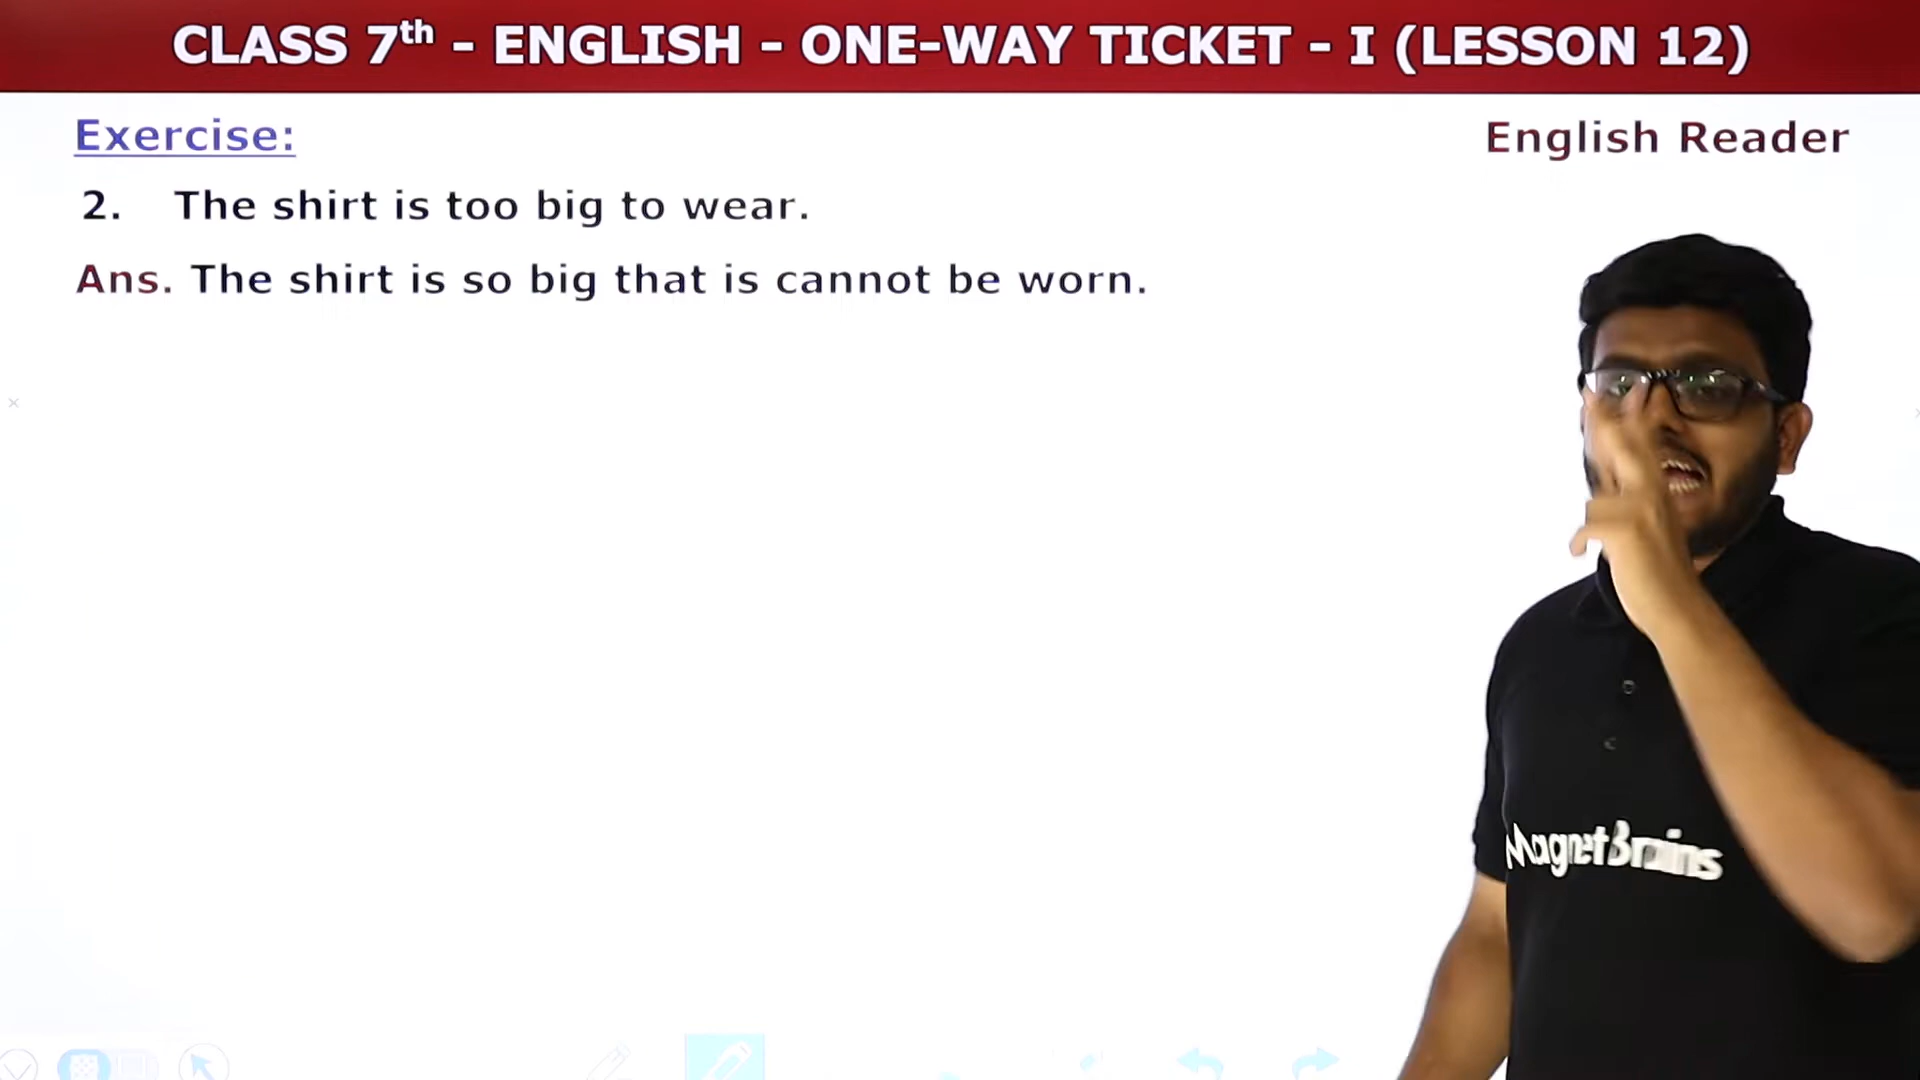 CLASS 7th - ENGLISH - ONE-WAY TICKET - I (LESSON 12)
Exercise:
English Reader
2. The shirt is too big to wear.
Ans. The shirt is so big that is cannot be worn.
MagnetBrains